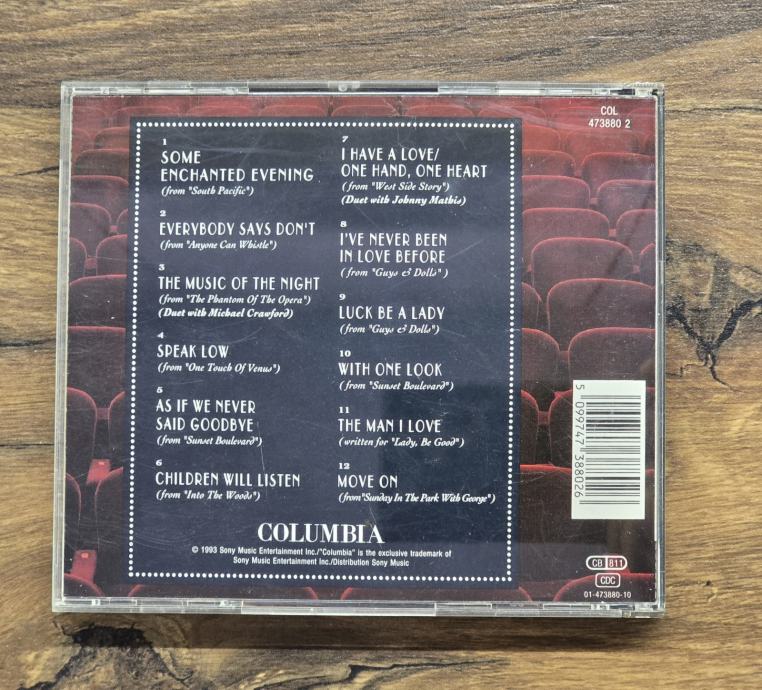 COL
473880 2
1
SOME
ENCHANTED EVENING
(from "South Pacific")
2
EVERYBODY SAYS DON'T
(from "Anyone Can Whistle")
3
THE MUSIC OF THE NIGHT
(from "The Phantom Of The Opera")
(Duet with Michael Crawford)
4
SPEAK LOW
(from "One Touch Of Venus")
5
AS IF WE NEVER
SAID GOODBYE
(from "Sunset Boulevard")
6
CHILDREN WILL LISTEN
(from "Into The Woods")
7
I HAVE A LOVE/
ONE HAND, ONE HEART
(from "West Side Story")
(Duet with Johnny Mathis)
8
I'VE NEVER BEEN
IN LOVE BEFORE
(from "Guys & Dolls")
9
LUCK BE A LADY
(from "Guys & Dolls")
10
WITH ONE LOOK
(from "Sunset Boulevard")
11
THE MAN I LOVE
(written for "Lady, Be Good")
12
MOVE ON
(from "Sunday In The Park With George")
COLUMBIA
© 1993 Sony Music Entertainment Inc./"Columbia" is the exclusive trademark of
Sony Music Entertainment Inc./Distribution Sony Music
5 099747 388026
CB 811
CDC
01-473880-10